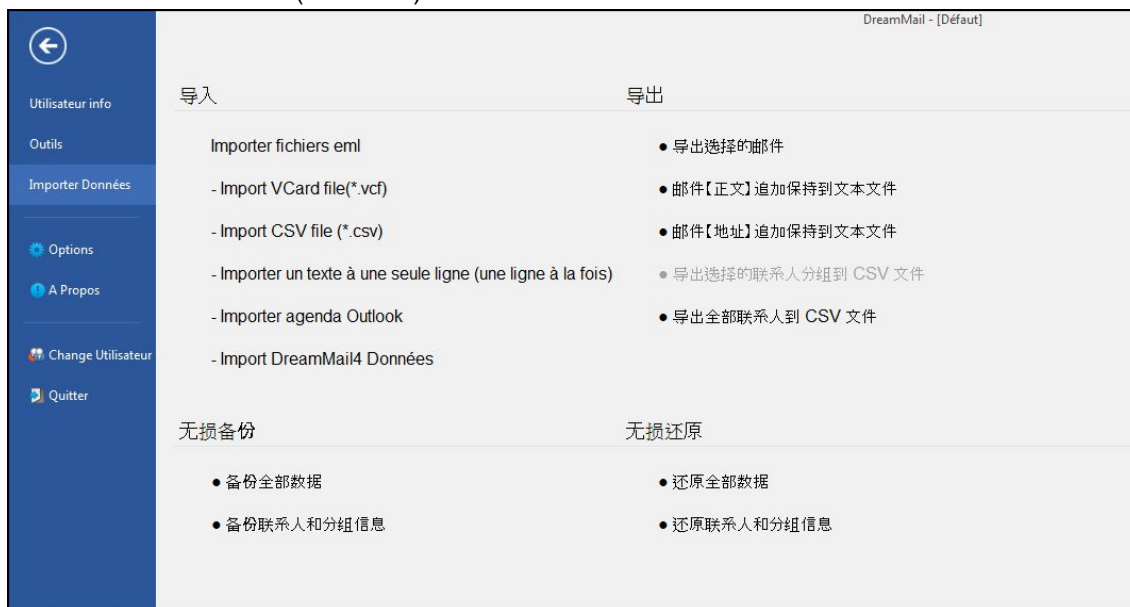 DreamMail - [Défaut]
Utilisateur info
Outils
Importer Données
Options
A Propos
Change Utilisateur
Quitter
导入
Importer fichiers eml
- Import VCard file(*.vcf)
- Import CSV file (*.csv)
- Importer un texte à une seule ligne (une ligne à la fois)
- Importer agenda Outlook
- Import DreamMail4 Données
导出
● 导出选择的邮件
● 邮件【正文】追加保持到文本文件
● 邮件【地址】追加保持到文本文件
● 导出选择的联系人分组到 CSV 文件
● 导出全部联系人到 CSV 文件
无损备份
● 备份全部数据
● 备份联系人和分组信息
无损还原
● 还原全部数据
● 还原联系人和分组信息